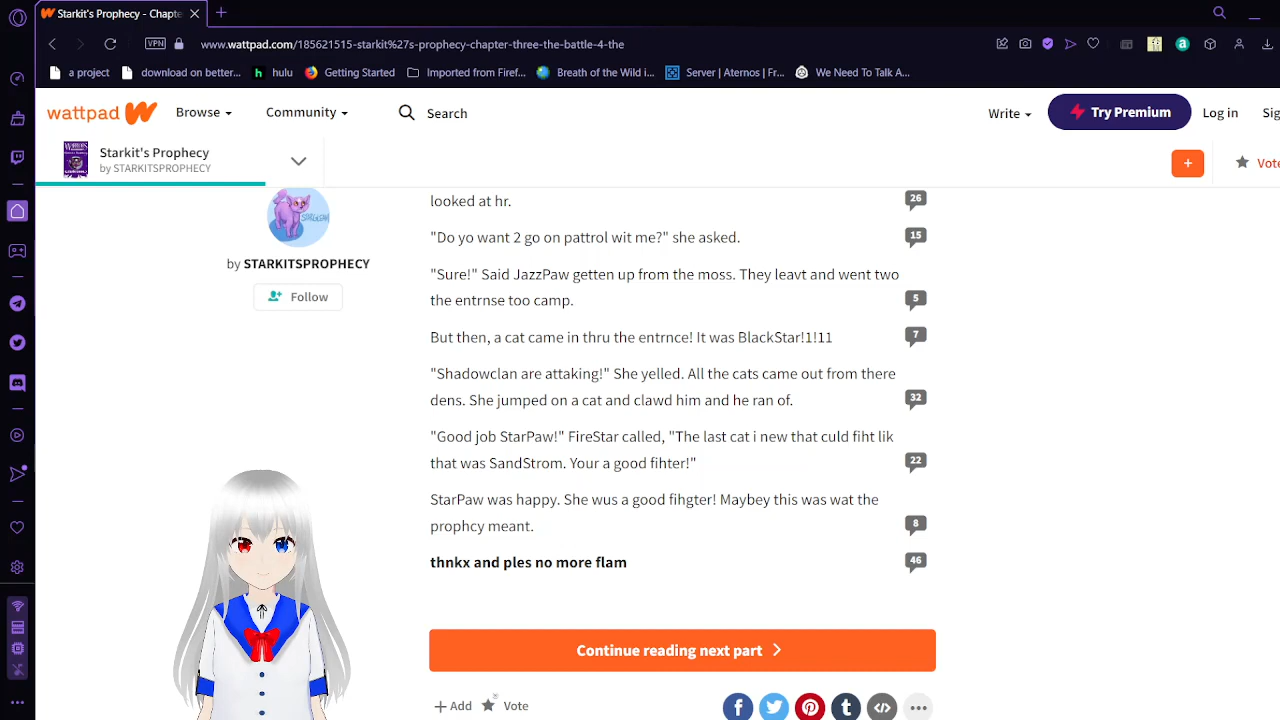 Starkit's Prophecy - Chapte
VPN
www.wattpad.com/185621515-starkit%27s-prophecy-chapter-three-the-battle-4-the
a project
download on better...
h hulu
Getting Started
Imported from Firef...
Breath of the Wild i...
Server | Aternos | Fr...
We Need To Talk A...
wattpad
Browse
Community
Search
Write
Try Premium
Log in
Sig
Starkit's Prophecy
by STARKITSPROPHECY
+
Vote
by STARKITSPROPHECY
Follow
looked at hr.
26
"Do yo want 2 go on pattrol wit me?" she asked.
15
"Sure!" Said JazzPaw getten up from the moss. They leavt and went two
the entrnse too camp.
5
But then, a cat came in thru the entrnce! It was BlackStar!1!11
7
"Shadowclan are attaking!" She yelled. All the cats came out from there
dens. She jumped on a cat and clawd him and he ran of.
32
"Good job StarPaw!" FireStar called, "The last cat i new that culd fiht lik
that was SandStrom. Your a good fihter!"
22
StarPaw was happy. She wus a good fihgter! Maybey this was wat the
prophcy meant.
8
thnkx and ples no more flam
46
Continue reading next part
Add
Vote